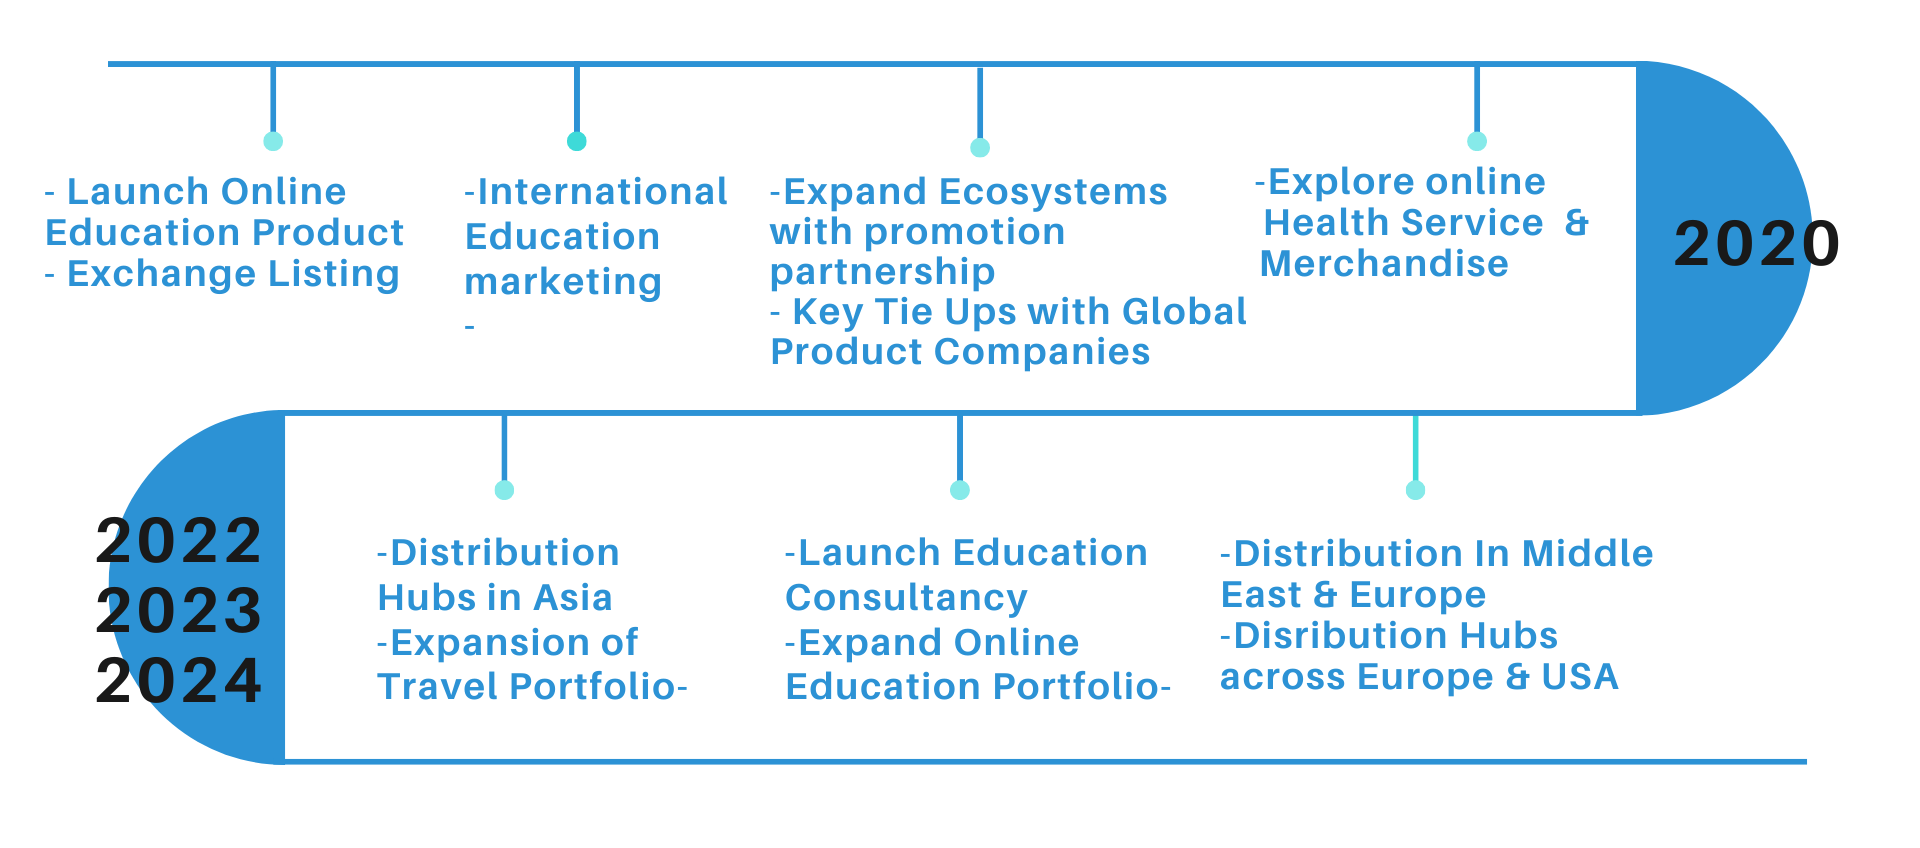 - Launch Online
Education Product
- Exchange Listing
-International
Education
marketing
-
-Expand Ecosystems
with promotion
partnership
- Key Tie Ups with Global
Product Companies
-Explore online
Health Service &
Merchandise
2020
2022
2023
2024
-Distribution
Hubs in Asia
-Expansion of
Travel Portfolio-
-Launch Education
Consultancy
-Expand Online
Education Portfolio-
-Distribution In Middle
East & Europe
-Disribution Hubs
across Europe & USA